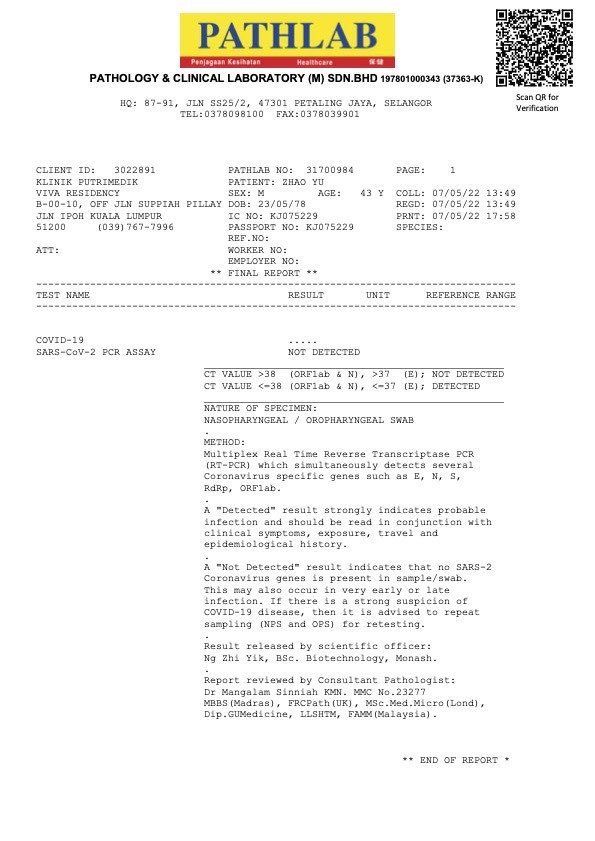 PATHLAB
Penjagaan Kesihatan Healthcare 保健
PATHOLOGY & CLINICAL LABORATORY (M) SDN.BHD 197801000343 (37363-K)
Scan QR for
Verification
HQ: 87-91, JLN SS25/2, 47301 PETALING JAYA, SELANGOR
TEL:0378098100 FAX:0378039901
CLIENT ID: 3022891 PATHLAB NO: 31700984 PAGE: 1
KLINIK PUTRIMEDIK PATIENT: ZHAO YU
VIVA RESIDENCY SEX: M AGE: 43 Y COLL: 07/05/22 13:49
B-00-10, OFF JLN SUPPIAH PILLAY DOB: 23/05/78 REGD: 07/05/22 13:49
JLN IPOH KUALA LUMPUR IC NO: KJ075229 PRNT: 07/05/22 17:58
51200 (039)767-7996 PASSPORT NO: KJ075229 SPECIES:
REF.NO:
ATT: WORKER NO:
EMPLOYER NO:
** FINAL REPORT **
TEST NAME RESULT UNIT REFERENCE RANGE
COVID-19 .....
SARS-CoV-2 PCR ASSAY NOT DETECTED
CT VALUE >38 (ORF1ab & N), >37 (E); NOT DETECTED
CT VALUE <=38 (ORF1ab & N), <=37 (E); DETECTED
NATURE OF SPECIMEN:
NASOPHARYNGEAL / OROPHARYNGEAL SWAB
.
METHOD:
Multiplex Real Time Reverse Transcriptase PCR
(RT-PCR) which simultaneously detects several
Coronavirus specific genes such as E, N, S,
RdRp, ORF1ab.
.
A "Detected" result strongly indicates probable
infection and should be read in conjunction with
clinical symptoms, exposure, travel and
epidemiological history.
.
A "Not Detected" result indicates that no SARS-2
Coronavirus genes is present in sample/swab.
This may also occur in very early or late
infection. If there is a strong suspicion of
COVID-19 disease, then it is advised to repeat
sampling (NPS and OPS) for retesting.
.
Result released by scientific officer:
Ng Zhi Yik, BSc. Biotechnology, Monash.
.
Report reviewed by Consultant Pathologist:
Dr Mangalam Sinniah KMN. MMC No.23277
MBBS(Madras), FRCPath(UK), MSc.Med.Micro(Lond),
Dip.GUMedicine, LLSHTM, FAMM(Malaysia).
** END OF REPORT *